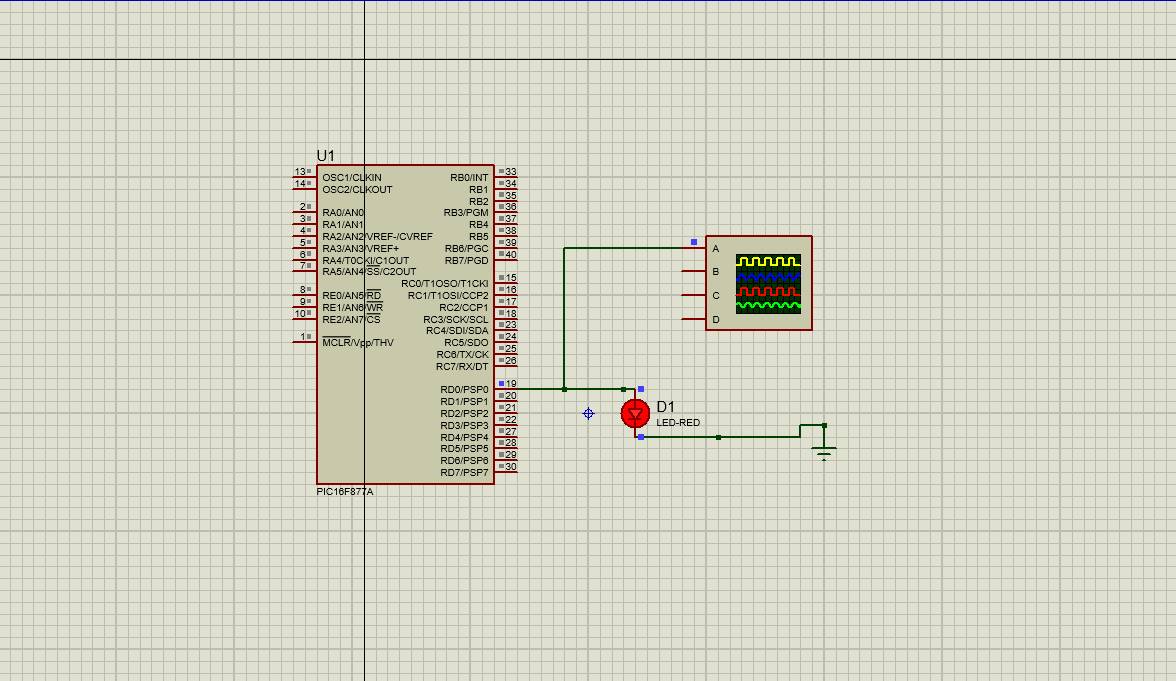 U1
13 OSC1/CLKIN RB0/INT 33
14 OSC2/CLKOUT RB1 34
RB2 35
2 RA0/AN0 RB3/PGM 36
3 RA1/AN1 RB4 37
4 RA2/AN2/VREF-/CVREF RB5 38
5 RA3/AN3/VREF+ RB6/PGC 39
6 RA4/T0CKI/C1OUT RB7/PGD 40
7 RA5/AN4/SS/C2OUT
RC0/T1OSO/T1CKI 15
8 RE0/AN5/RD RC1/T1OSI/CCP2 16
9 RE1/AN6/WR RC2/CCP1 17
10 RE2/AN7/CS RC3/SCK/SCL 18
RC4/SDI/SDA 23
1 MCLR/Vpp/THV RC5/SDO 24
RC6/TX/CK 25
RC7/RX/DT 26
RD0/PSP0 19
RD1/PSP1 20
RD2/PSP2 21
RD3/PSP3 22
RD4/PSP4 27
RD5/PSP5 28
RD6/PSP6 29
RD7/PSP7 30
PIC16F877A
A
B
C
D
D1
LED-RED